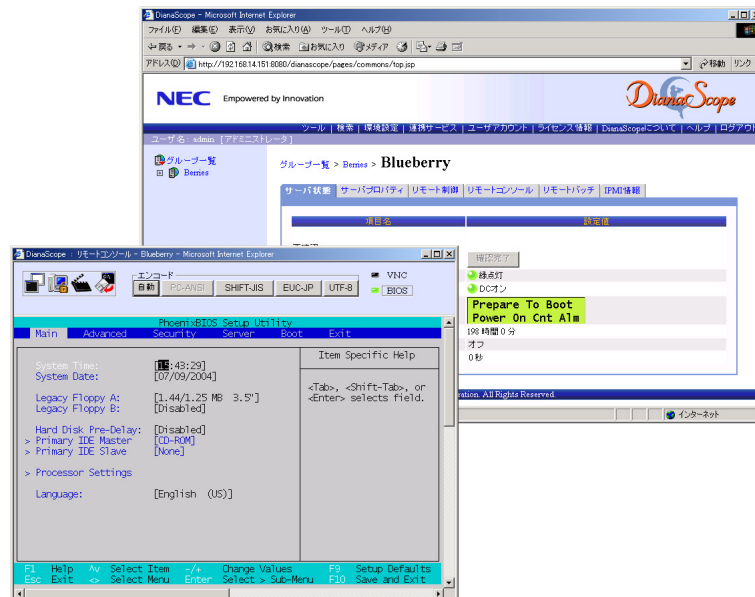 DianaScope - Microsoft Internet Explorer
ファイル(F) 編集(E) 表示(V) お気に入り(A) ツール(T) ヘルプ(H)
戻る 検索 お気に入り メディア
アドレス(D) http://192.168.14.151:8080/dianascope/pages/commons/top.jsp 移動 リンク
NEC Empowered by Innovation
DianaScope
ツール | 検索 | 環境設定 | 連携サービス | ユーザアカウント | ライセンス情報 | DianaScopeについて | ヘルプ | ログアウト
ユーザ名: admin [アドミニストレータ]
グループ一覧
Berries
グループ一覧 > Berries > Blueberry
サーバ状態 サーバプロパティ リモート制御 リモートコンソール リモートバッチ IPMI情報
項目名 設定値
確認完了
緑点灯
DCオン
Prepare To Boot
Power On Cnt Alm
198 時間 0 分
オフ
0 秒
ration. All Rights Reserved.
インターネット
DianaScope : リモートコンソール - Blueberry - Microsoft Internet Explorer
エンコード
自動 PC-ANSI SHIFT-JIS EUC-JP UTF-8
VNC
BIOS
PhoenixBIOS Setup Utility
Main Advanced Security Server Boot Exit
Item Specific Help
System Time: [15:43:29]
System Date: [07/09/2004]
<Tab>, <Shift-Tab>, or
<Enter> selects field.
Legacy Floppy A: [1.44/1.25 MB 3.5"]
Legacy Floppy B: [Disabled]
Hard Disk Pre-Delay: [Disabled]
> Primary IDE Master [CD-ROM]
> Primary IDE Slave [None]
> Processor Settings
Language: [English (US)]
F1 Help ^v Select Item -/+ Change Values F9 Setup Defaults
Esc Exit <> Select Menu Enter Select > Sub-Menu F10 Save and Exit